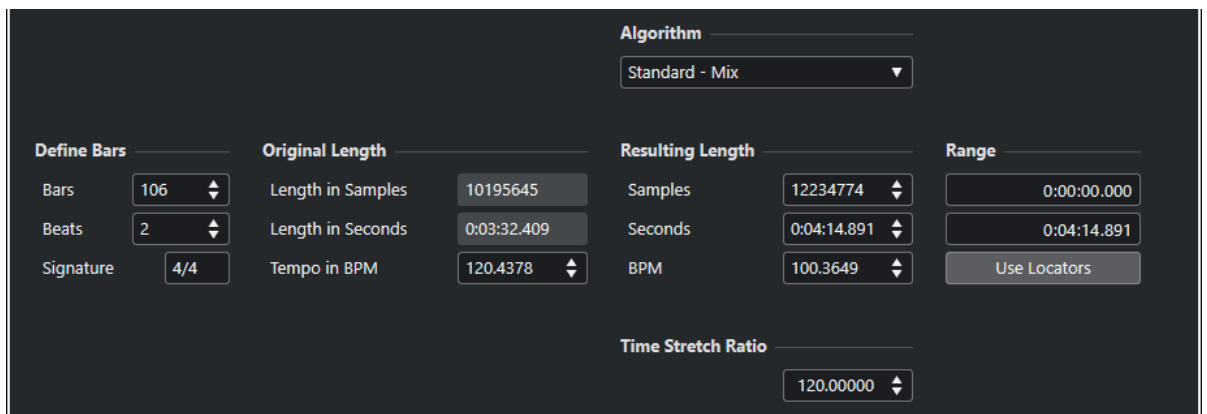 Algorithm
Standard - Mix
Define Bars
Original Length
Resulting Length
Range
Bars 106
Length in Samples 10195645
Samples 12234774
0:00:00.000
Beats 2
Length in Seconds 0:03:32.409
Seconds 0:04:14.891
0:04:14.891
Signature 4/4
Tempo in BPM 120.4378
BPM 100.3649
Use Locators
Time Stretch Ratio
120.00000